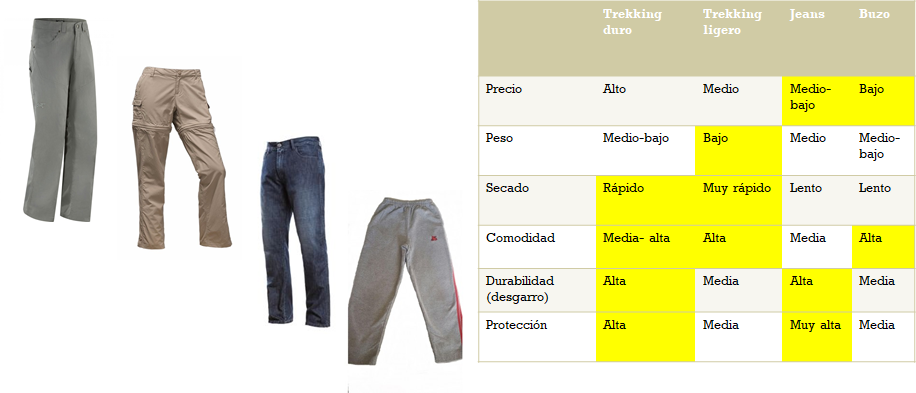 Trekking duro Trekking ligero Jeans Buzo
Precio Alto Medio Medio-bajo Bajo
Peso Medio-bajo Bajo Medio Medio-bajo
Secado Rápido Muy rápido Lento Lento
Comodidad Media- alta Alta Media Alta
Durabilidad (desgarro) Alta Media Alta Media
Protección Alta Media Muy alta Media